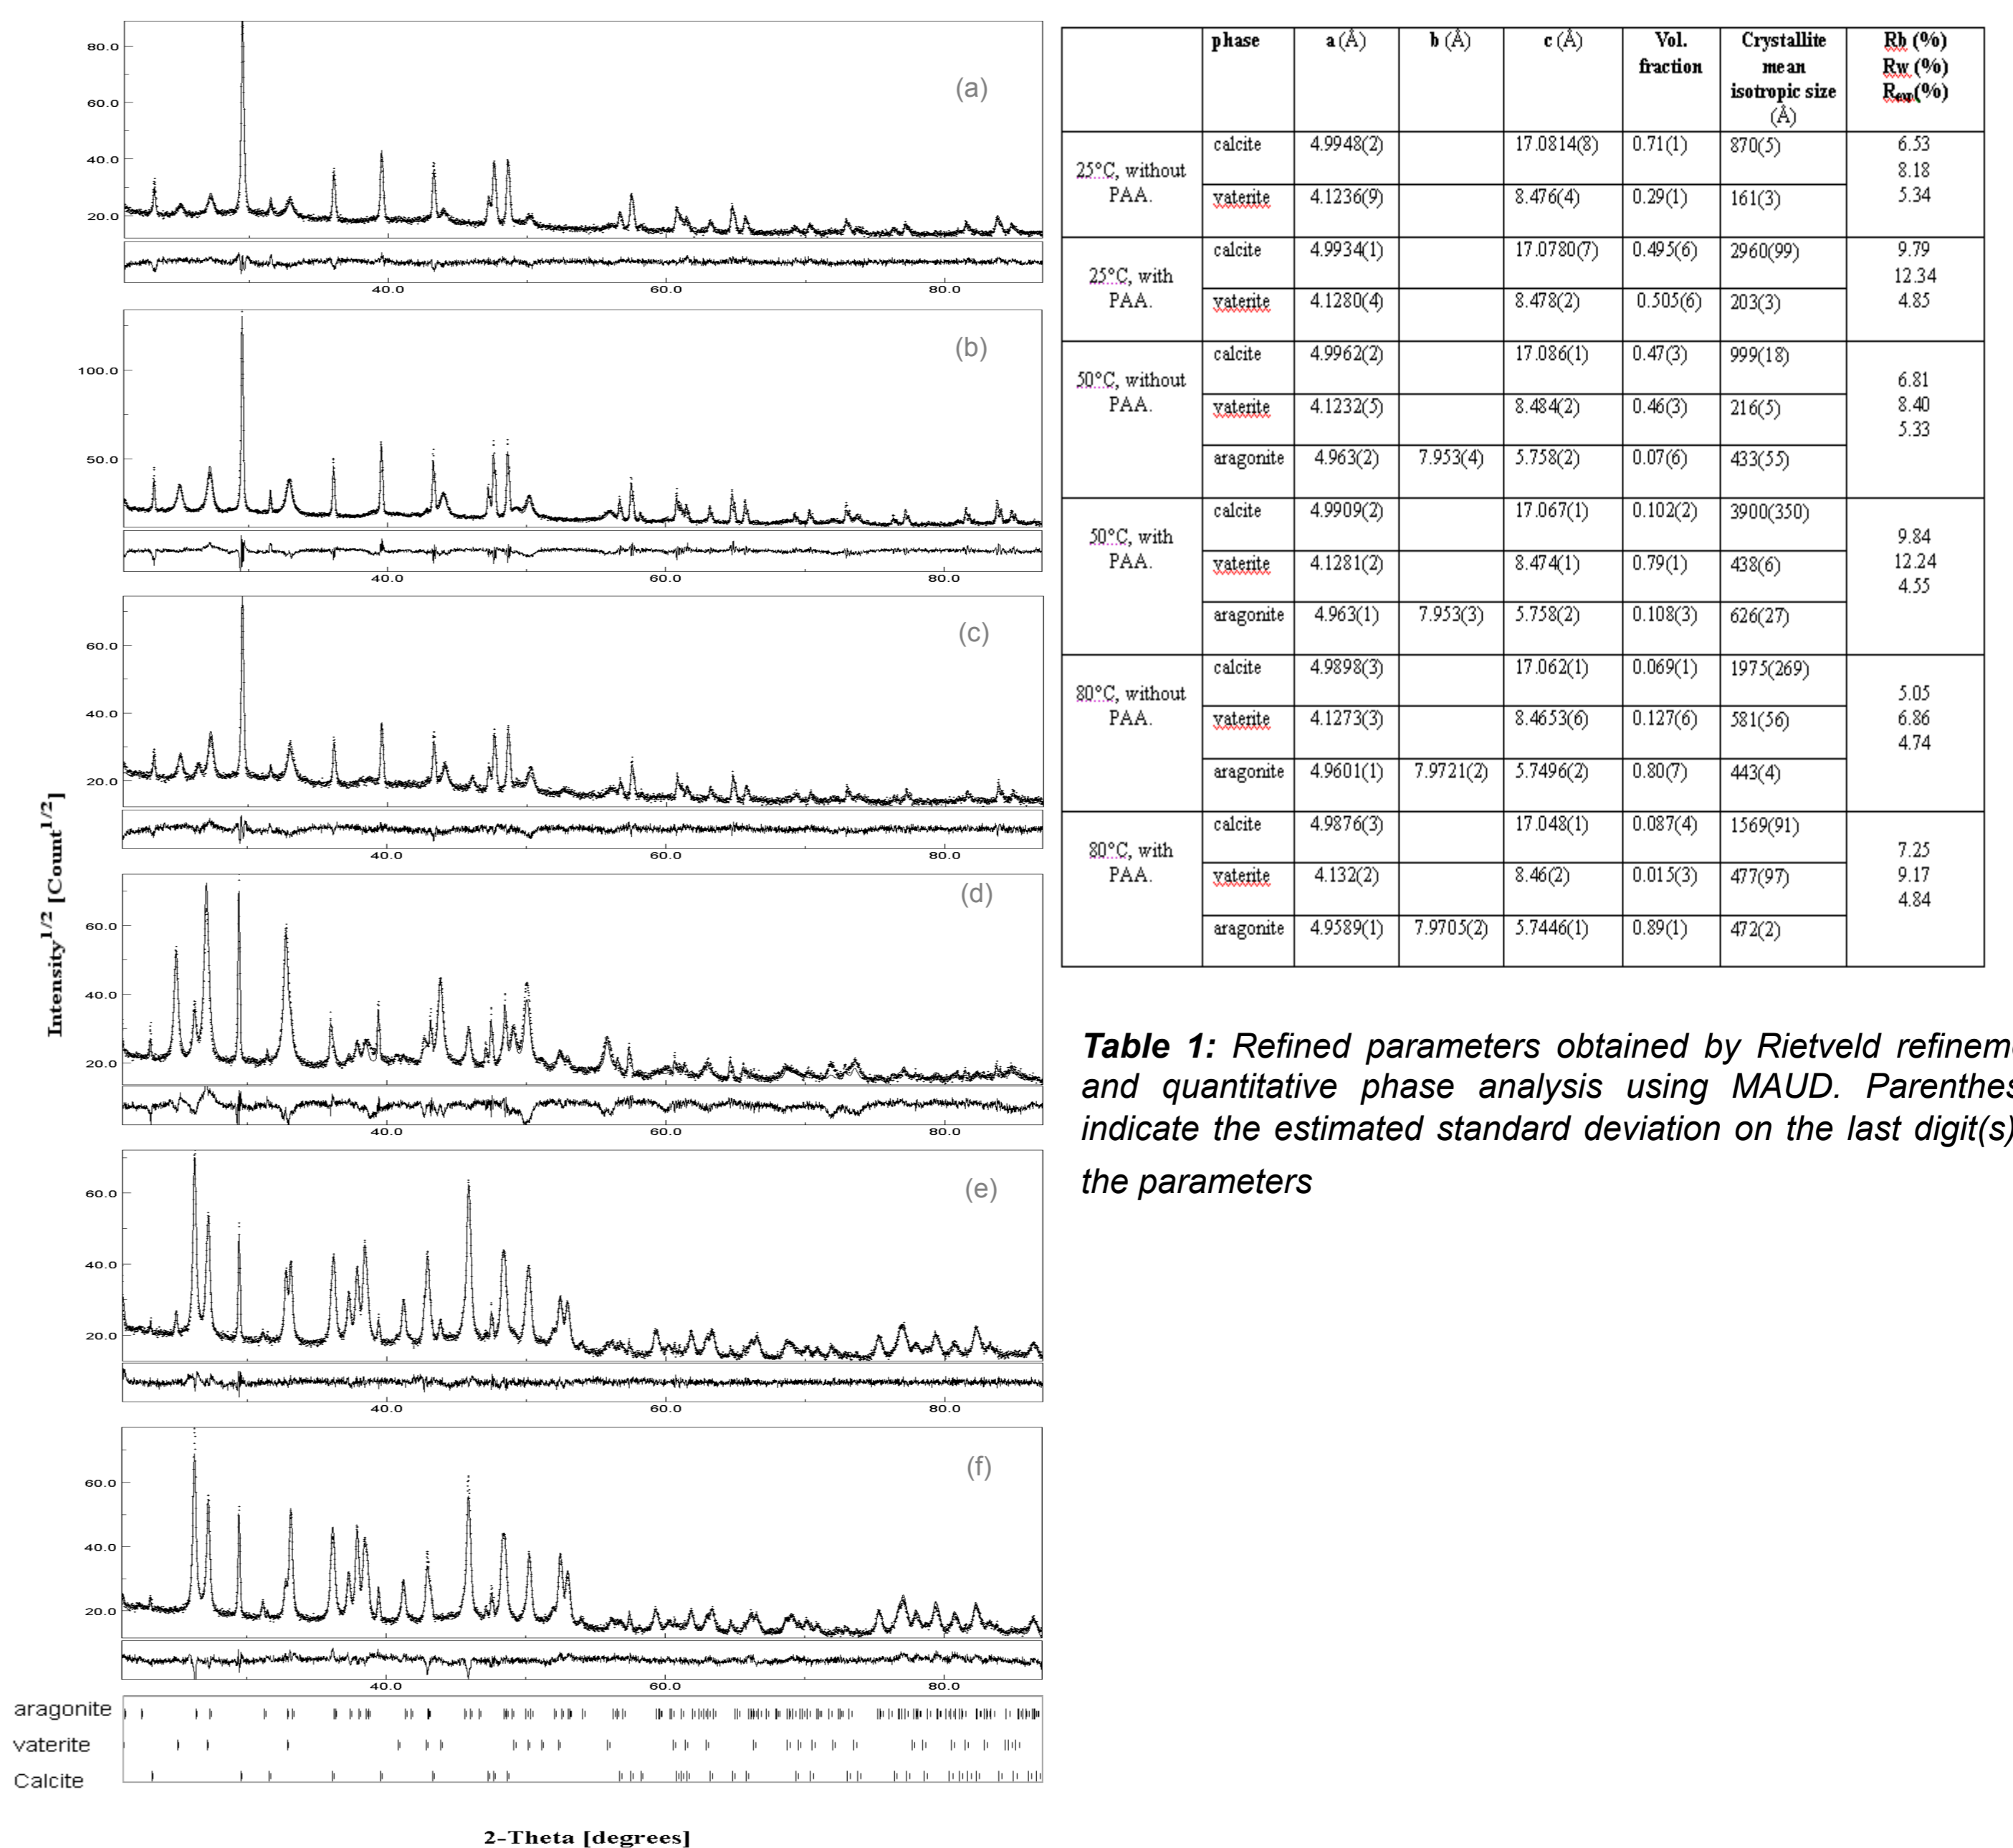 Intensity^1/2 [Count^1/2]
80.0
60.0
40.0
20.0
(a)
40.0 60.0 80.0
100.0
50.0
(b)
40.0 60.0 80.0
60.0
40.0
20.0
(c)
40.0 60.0 80.0
60.0
40.0
20.0
(d)
40.0 60.0 80.0
60.0
40.0
20.0
(e)
40.0 60.0 80.0
60.0
40.0
20.0
(f)
40.0 60.0 80.0
aragonite
vaterite
Calcite
2-Theta [degrees]
phase a (Å) b (Å) c (Å) Vol. fraction Crystallite mean isotropic size (Å) Rb (%) Rw (%) Rexp(%)
25°C, without PAA. 6.53 8.18 5.34
calcite 4.9948(2) 17.0814(8) 0.71(1) 870(5)
vaterite 4.1236(9) 8.476(4) 0.29(1) 161(3)
25°C, with PAA. 9.79 12.34 4.85
calcite 4.9934(1) 17.0780(7) 0.495(6) 2960(99)
vaterite 4.1280(4) 8.478(2) 0.505(6) 203(3)
50°C, without PAA. 6.81 8.40 5.33
calcite 4.9962(2) 17.086(1) 0.47(3) 999(18)
vaterite 4.1232(5) 8.484(2) 0.46(3) 216(5)
aragonite 4.963(2) 7.953(4) 5.758(2) 0.07(6) 433(55)
50°C, with PAA. 9.84 12.24 4.55
calcite 4.9909(2) 17.067(1) 0.102(2) 3900(350)
vaterite 4.1281(2) 8.474(1) 0.79(1) 438(6)
aragonite 4.963(1) 7.953(3) 5.758(2) 0.108(3) 626(27)
80°C, without PAA. 5.05 6.86 4.74
calcite 4.9898(3) 17.062(1) 0.069(1) 1975(269)
vaterite 4.1273(3) 8.4653(6) 0.127(6) 581(56)
aragonite 4.9601(1) 7.9721(2) 5.7496(2) 0.80(7) 443(4)
80°C, with PAA. 7.25 9.17 4.84
calcite 4.9876(3) 17.048(1) 0.087(4) 1569(91)
vaterite 4.132(2) 8.46(2) 0.015(3) 477(97)
aragonite 4.9589(1) 7.9705(2) 5.7446(1) 0.89(1) 472(2)
Table 1: Refined parameters obtained by Rietveld refinem
and quantitative phase analysis using MAUD. Parenthes
indicate the estimated standard deviation on the last digit(s)
the parameters